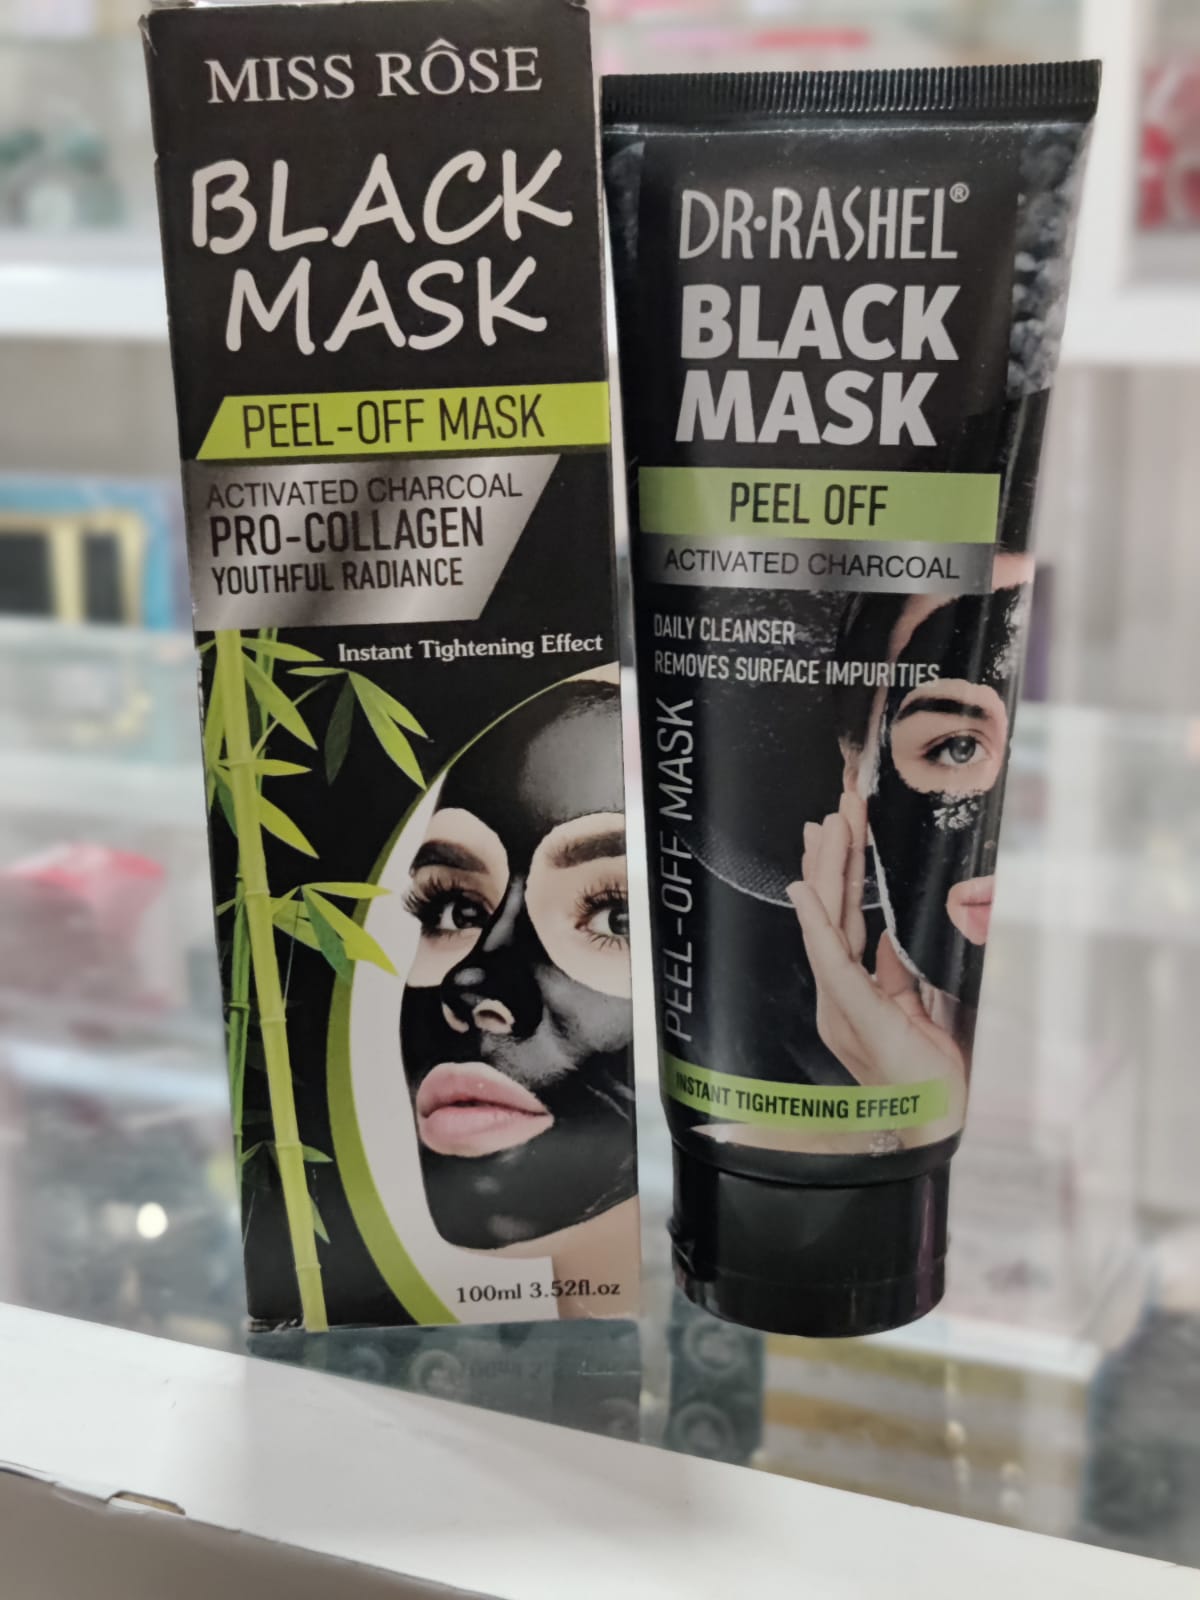 MISS RÔSE
BLACK
MASK
PEEL-OFF MASK
ACTIVATED CHARCOAL
PRO-COLLAGEN
YOUTHFUL RADIANCE
Instant Tightening Effect
100ml 3.52fl.oz
DR·RASHEL®
BLACK
MASK
PEEL OFF
ACTIVATED CHARCOAL
DAILY CLEANSER
REMOVES SURFACE IMPURITIES
PEEL-OFF MASK
INSTANT TIGHTENING EFFECT